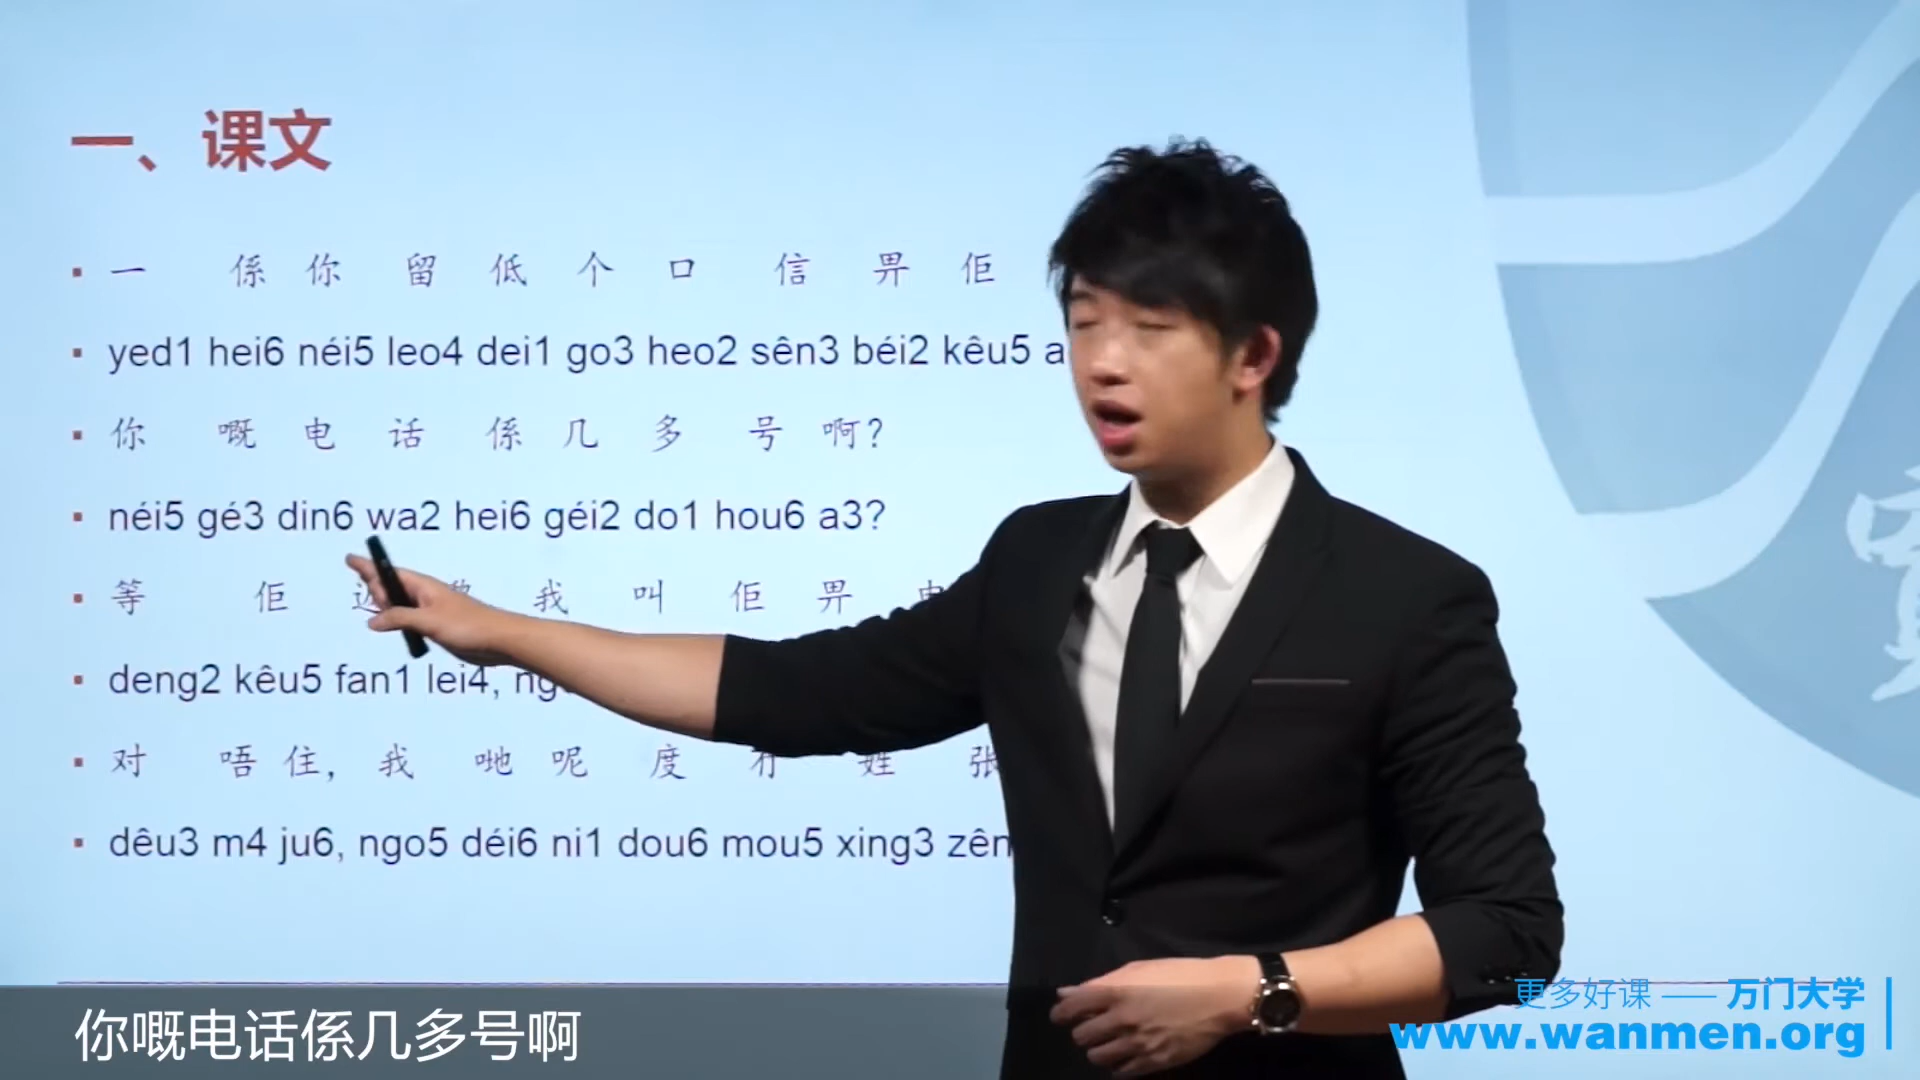 一、课文
一 係 你 留 低 个 口 信 畀 佢
yed1 hei6 néi5 leo4 dei1 go3 heo2 sên3 béi2 kêu5 a
你 嘅 电 话 係 几 多 号 啊?
néi5 gé3 din6 wa2 hei6 géi2 do1 hou6 a3?
等 佢 我 叫 佢 畀
deng2 kêu5 fan1 lei4,
对 唔 住, 我 哋 呢 度 冇 姓 张
dêu3 m4 ju6, ngo5 déi6 ni1 dou6 mou5 xing3 zên
你嘅电话係几多号啊
更多好课 —— 万门大学
www.wanmen.org